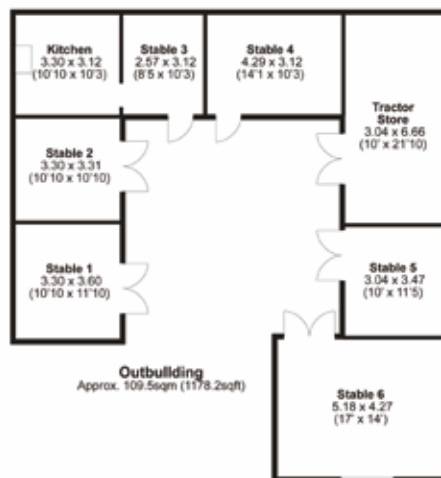 Kitchen
3.30 x 3.12
(10'10 x 10'3)
Stable 3
2.57 x 3.12
(8'5 x 10'3)
Stable 4
4.29 x 3.12
(14'1 x 10'3)
Tractor
Store
3.04 x 6.66
(10' x 21'10)
Stable 2
3.30 x 3.31
(10'10 x 10'10)
Stable 1
3.30 x 3.60
(10'10 x 11'10)
Stable 5
3.04 x 3.47
(10' x 11'5)
Outbuilding
Approx. 109.5sqm (1178.2sqft)
Stable 6
5.18 x 4.27
(17' x 14')